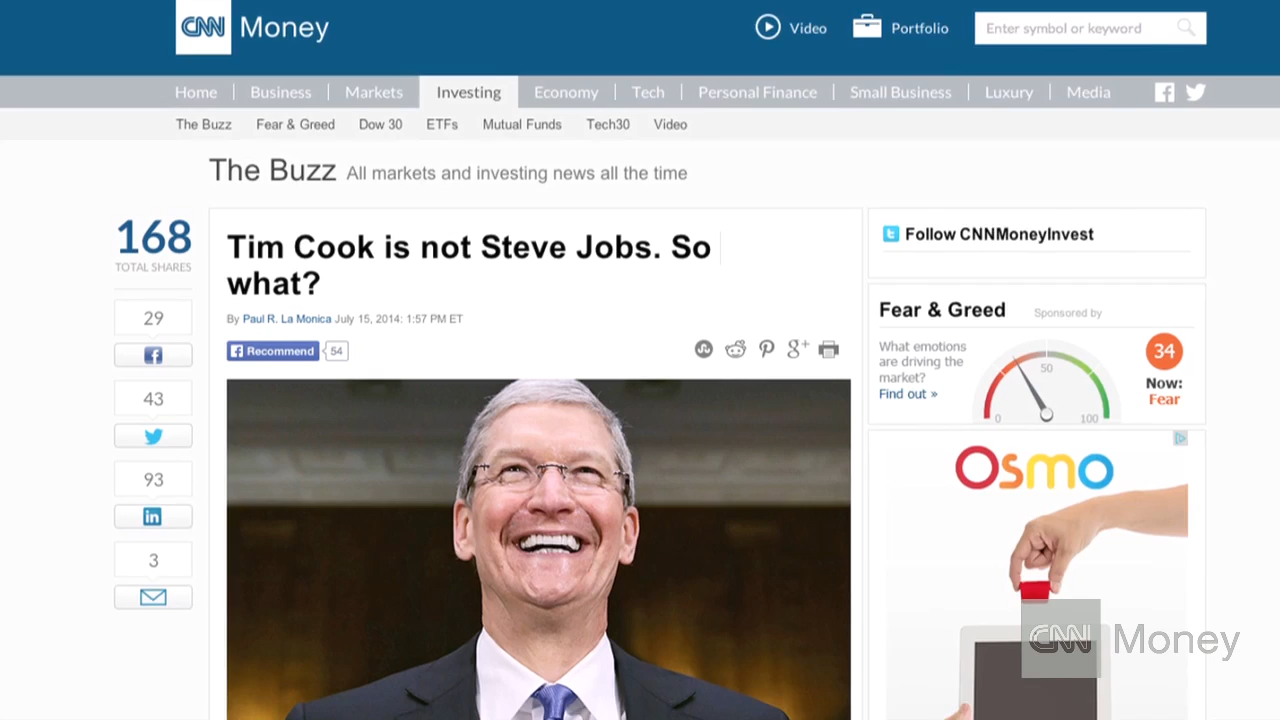 CNN Money
Video
Portfolio
Enter symbol or keyword
Home
Business
Markets
Investing
Economy
Tech
Personal Finance
Small Business
Luxury
Media
The Buzz
Fear & Greed
Dow 30
ETFs
Mutual Funds
Tech30
Video
The Buzz All markets and investing news all the time
168
TOTAL SHARES
29
43
93
in
3
Tim Cook is not Steve Jobs. So
what?
By Paul R. La Monica July 15, 2014: 1:57 PM ET
Recommend 54
Follow CNNMoneyInvest
Fear & Greed Sponsored by
What emotions
are driving the
market?
Find out »
0
50
100
34
Now:
Fear
Osmo
CNN Money